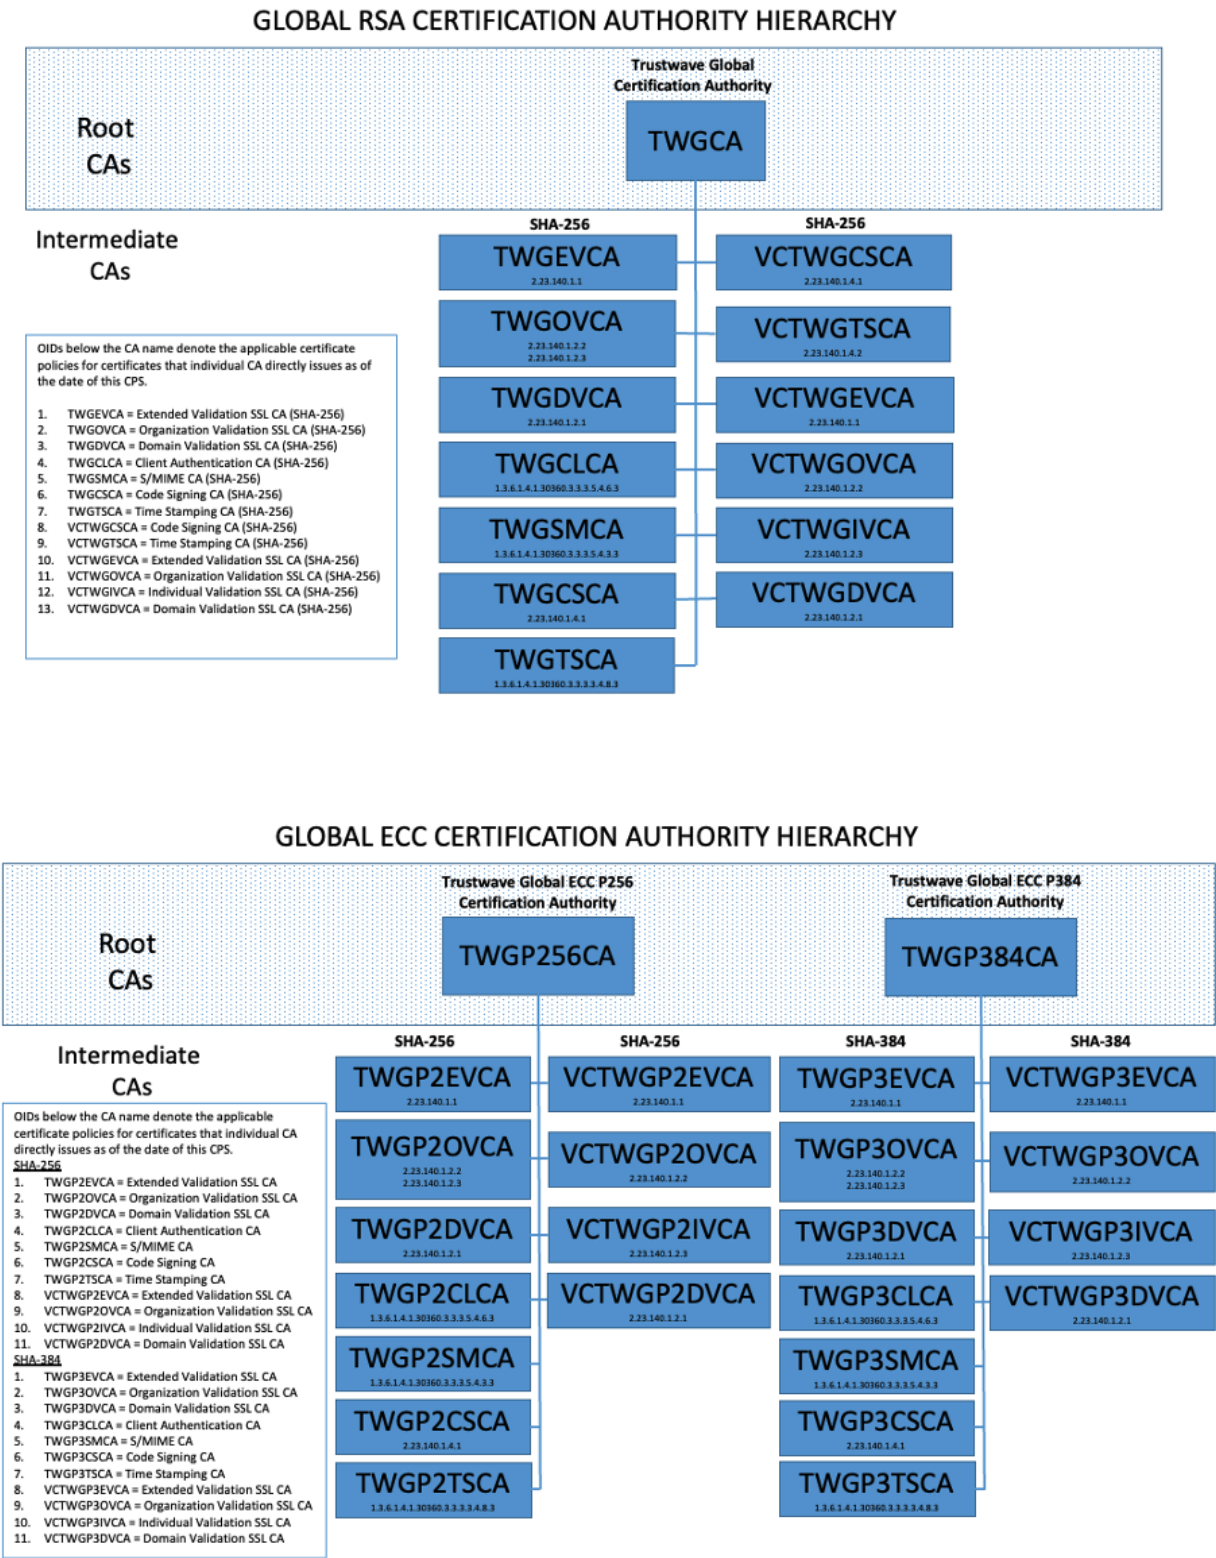 GLOBAL RSA CERTIFICATION AUTHORITY HIERARCHY
Trustwave Global
Certification Authority
Root
CAs
TWGCA
Intermediate
CAs
OIDs below the CA name denote the applicable certificate
policies for certificates that individual CA directly issues as of
the date of this CPS.
1. TWGEVCA = Extended Validation SSL CA (SHA-256)
2. TWGOVCA = Organization Validation SSL CA (SHA-256)
3. TWGDVCA = Domain Validation SSL CA (SHA-256)
4. TWGCLCA = Client Authentication CA (SHA-256)
5. TWGSMCA = S/MIME CA (SHA-256)
6. TWGCSCA = Code Signing CA (SHA-256)
7. TWGTSCA = Time Stamping CA (SHA-256)
8. VCTWGCSCA = Code Signing CA (SHA-256)
9. VCTWGTSCA = Time Stamping CA (SHA-256)
10. VCTWGEVCA = Extended Validation SSL CA (SHA-256)
11. VCTWGOVCA = Organization Validation SSL CA (SHA-256)
12. VCTWGIVCA = Individual Validation SSL CA (SHA-256)
13. VCTWGDVCA = Domain Validation SSL CA (SHA-256)
SHA-256
TWGEVCA
2.23.140.1.1
TWGOVCA
2.23.140.1.2.2
2.23.140.1.2.3
TWGDVCA
2.23.140.1.2.1
TWGCLCA
1.3.6.1.4.1.30360.3.3.3.5.4.6.3
TWGSMCA
1.3.6.1.4.1.30360.3.3.3.5.4.3.3
TWGCSCA
2.23.140.1.4.1
TWGTSCA
1.3.6.1.4.1.30360.3.3.3.3.4.8.3
SHA-256
VCTWGCSCA
2.23.140.1.4.1
VCTWGTSCA
2.23.140.1.4.2
VCTWGEVCA
2.23.140.1.1
VCTWGOVCA
2.23.140.1.2.2
VCTWGIVCA
2.23.140.1.2.3
VCTWGDVCA
2.23.140.1.2.1
GLOBAL ECC CERTIFICATION AUTHORITY HIERARCHY
Root
CAs
Trustwave Global ECC P256
Certification Authority
TWGP256CA
Trustwave Global ECC P384
Certification Authority
TWGP384CA
Intermediate
CAs
OIDs below the CA name denote the applicable
certificate policies for certificates that individual CA
directly issues as of the date of this CPS.
SHA-256
1. TWGP2EVCA = Extended Validation SSL CA
2. TWGP2OVCA = Organization Validation SSL CA
3. TWGP2DVCA = Domain Validation SSL CA
4. TWGP2CLCA = Client Authentication CA
5. TWGP2SMCA = S/MIME CA
6. TWGP2CSCA = Code Signing CA
7. TWGP2TSCA = Time Stamping CA
8. VCTWGP2EVCA = Extended Validation SSL CA
9. VCTWGP2OVCA = Organization Validation SSL CA
10. VCTWGP2IVCA = Individual Validation SSL CA
11. VCTWGP2DVCA = Domain Validation SSL CA
SHA-384
1. TWGP3EVCA = Extended Validation SSL CA
2. TWGP3OVCA = Organization Validation SSL CA
3. TWGP3DVCA = Domain Validation SSL CA
4. TWGP3CLCA = Client Authentication CA
5. TWGP3SMCA = S/MIME CA
6. TWGP3CSCA = Code Signing CA
7. TWGP3TSCA = Time Stamping CA
8. VCTWGP3EVCA = Extended Validation SSL CA
9. VCTWGP3OVCA = Organization Validation SSL CA
10. VCTWGP3IVCA = Individual Validation SSL CA
11. VCTWGP3DVCA = Domain Validation SSL CA
SHA-256
TWGP2EVCA
2.23.140.1.1
TWGP2OVCA
2.23.140.1.2.2
2.23.140.1.2.3
TWGP2DVCA
2.23.140.1.2.1
TWGP2CLCA
1.3.6.1.4.1.30360.3.3.3.5.4.6.3
TWGP2SMCA
1.3.6.1.4.1.30360.3.3.3.5.4.3.3
TWGP2CSCA
2.23.140.1.4.1
TWGP2TSCA
1.3.6.1.4.1.30360.3.3.3.3.4.8.3
SHA-256
VCTWGP2EVCA
2.23.140.1.1
VCTWGP2OVCA
2.23.140.1.2.2
VCTWGP2IVCA
2.23.140.1.2.3
VCTWGP2DVCA
2.23.140.1.2.1
SHA-384
TWGP3EVCA
2.23.140.1.1
TWGP3OVCA
2.23.140.1.2.2
2.23.140.1.2.3
TWGP3DVCA
2.23.140.1.2.1
TWGP3CLCA
1.3.6.1.4.1.30360.3.3.3.5.4.6.3
TWGP3SMCA
1.3.6.1.4.1.30360.3.3.3.5.4.3.3
TWGP3CSCA
2.23.140.1.4.1
TWGP3TSCA
1.3.6.1.4.1.30360.3.3.3.3.4.8.3
SHA-384
VCTWGP3EVCA
2.23.140.1.1
VCTWGP3OVCA
2.23.140.1.2.2
VCTWGP3IVCA
2.23.140.1.2.3
VCTWGP3DVCA
2.23.140.1.2.1